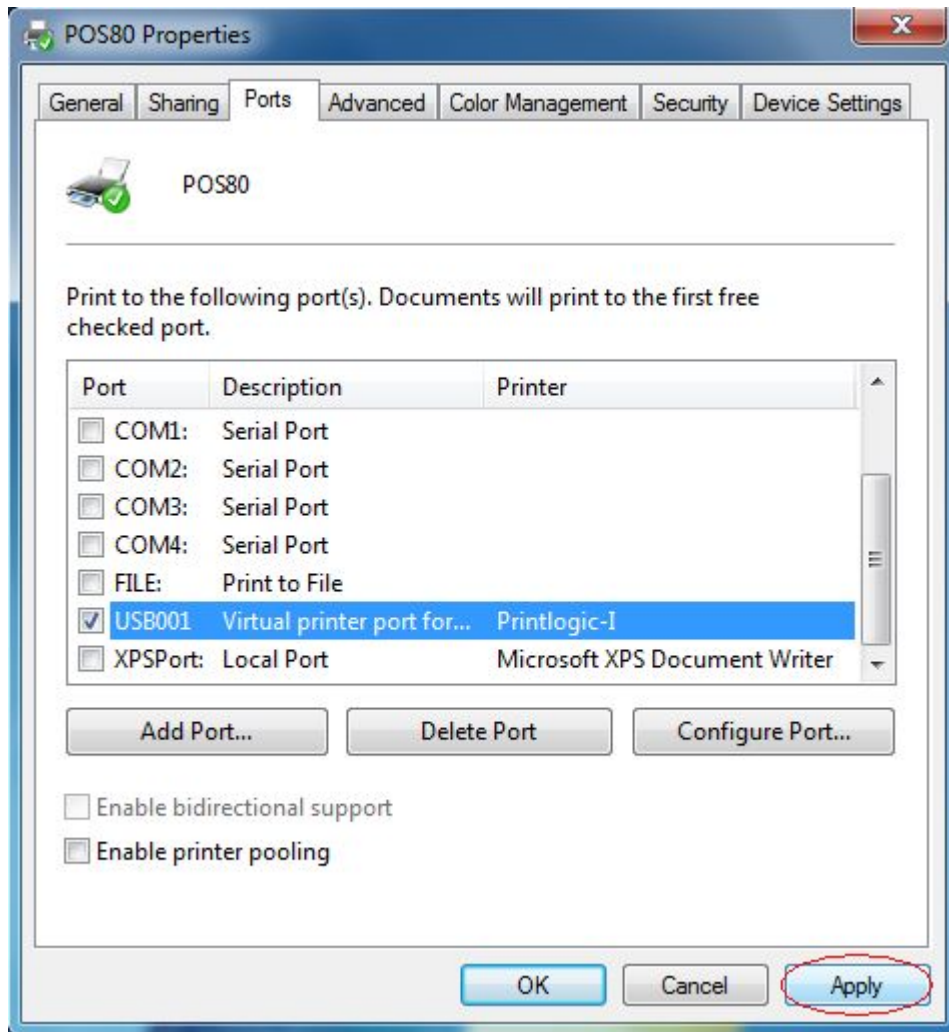 POS80 Properties
General Sharing Ports Advanced Color Management Security Device Settings
POS80
Print to the following port(s). Documents will print to the first free
checked port.
Port Description Printer
COM1: Serial Port
COM2: Serial Port
COM3: Serial Port
COM4: Serial Port
FILE: Print to File
USB001 Virtual printer port for... Printlogic-I
XPSPort: Local Port Microsoft XPS Document Writer
Add Port... Delete Port Configure Port...
Enable bidirectional support
Enable printer pooling
OK Cancel Apply